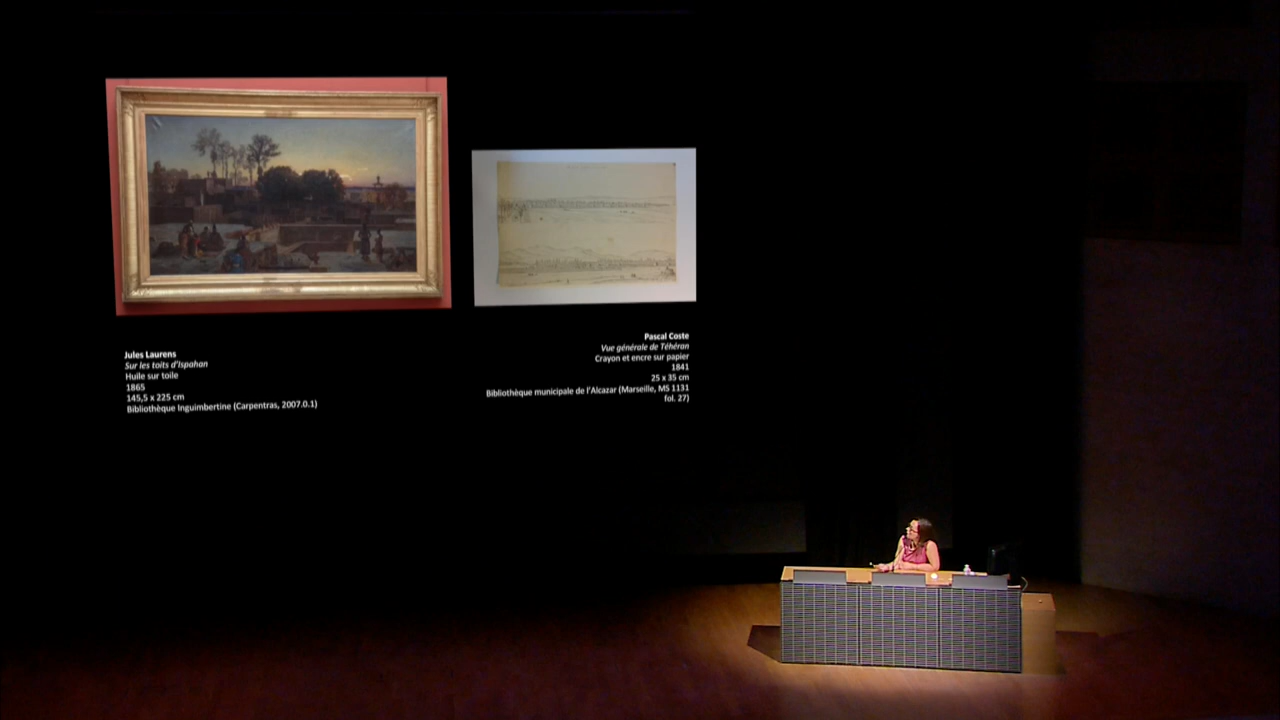 Jules Laurens
Sur les toits d'Ispahan
Huile sur toile
1865
145,5 x 225 cm
Bibliothèque Inguimbertine (Carpentras, 2007.0.1)
Pascal Coste
Vue générale de Téhéran
Crayon et encre sur papier
1841
25 x 35 cm
Bibliothèque municipale de l'Alcazar (Marseille, MS 1131
fol. 27)